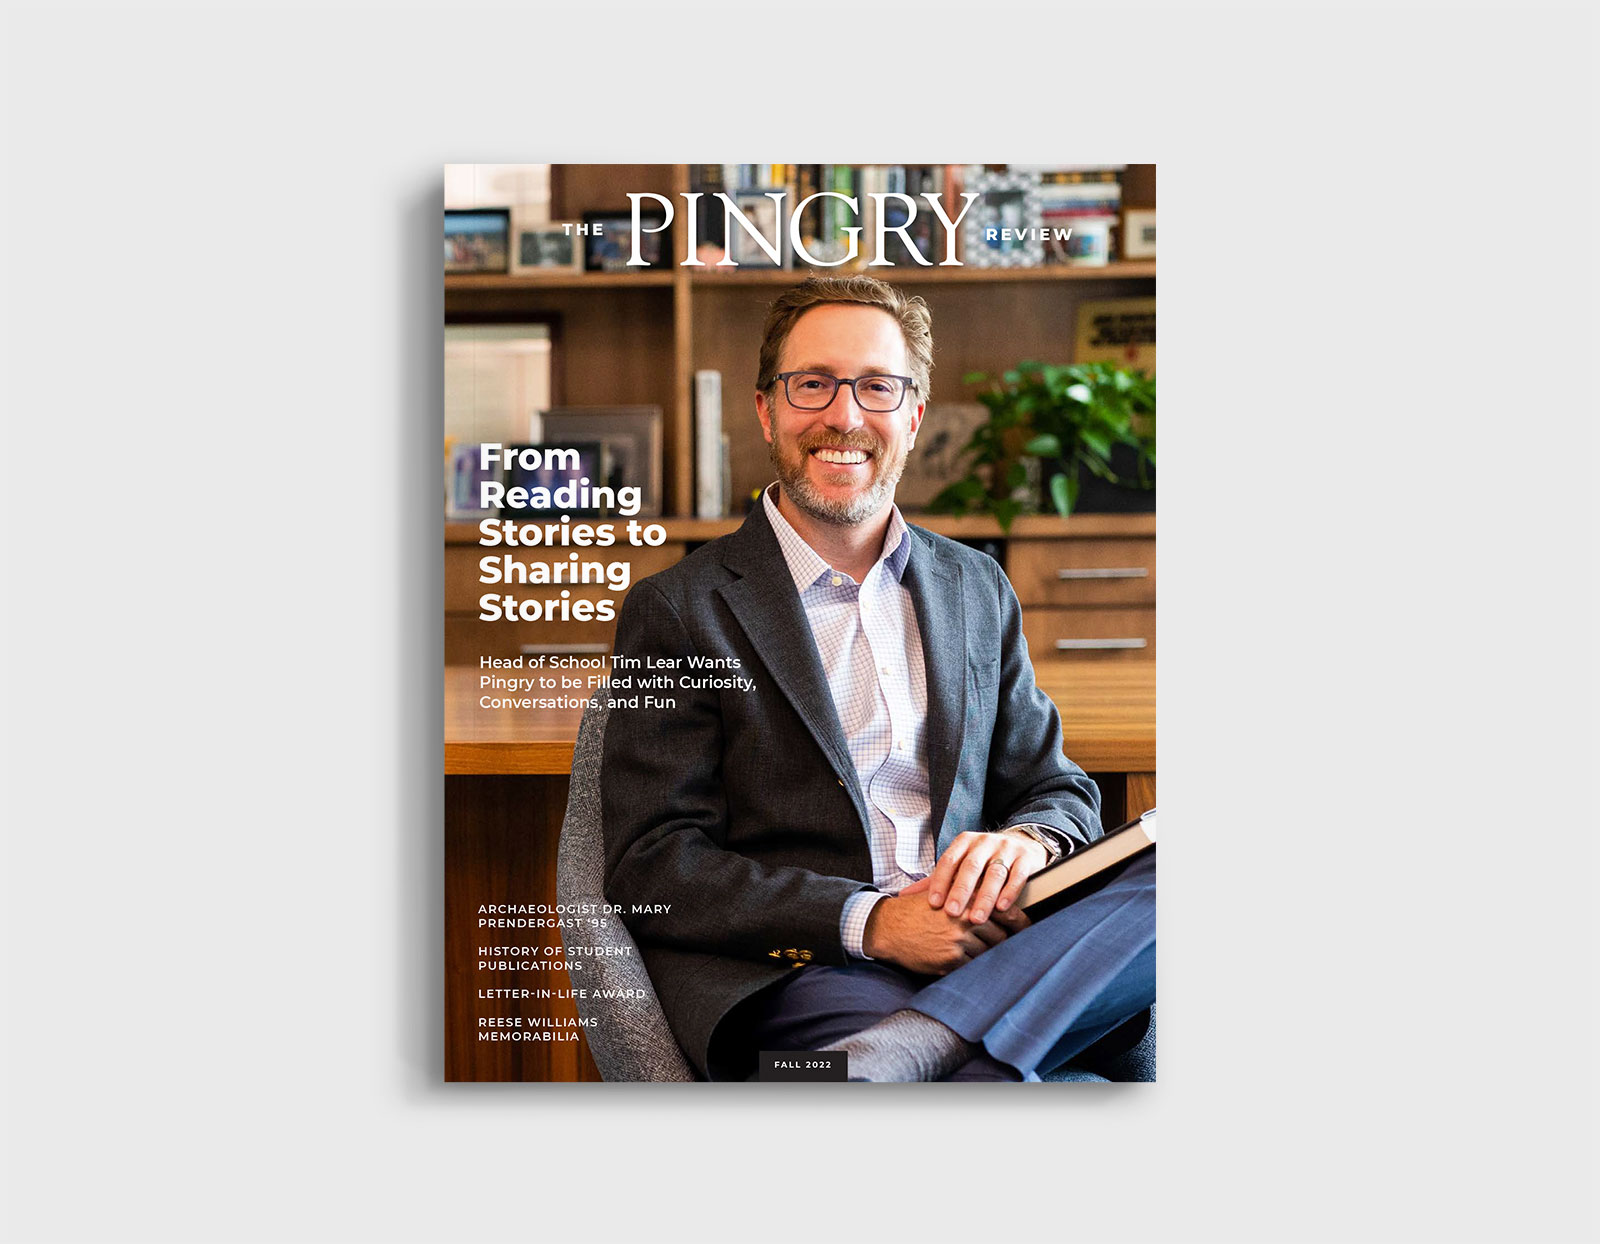 THE PINGRY REVIEW
From
Reading
Stories to
Sharing
Stories
Head of School Tim Lear Wants
Pingry to be Filled with Curiosity,
Conversations, and Fun
ARCHAEOLOGIST DR. MARY
PRENDERGAST ‘95
HISTORY OF STUDENT
PUBLICATIONS
LETTER-IN-LIFE AWARD
REESE WILLIAMS
MEMORABILIA
FALL 2022